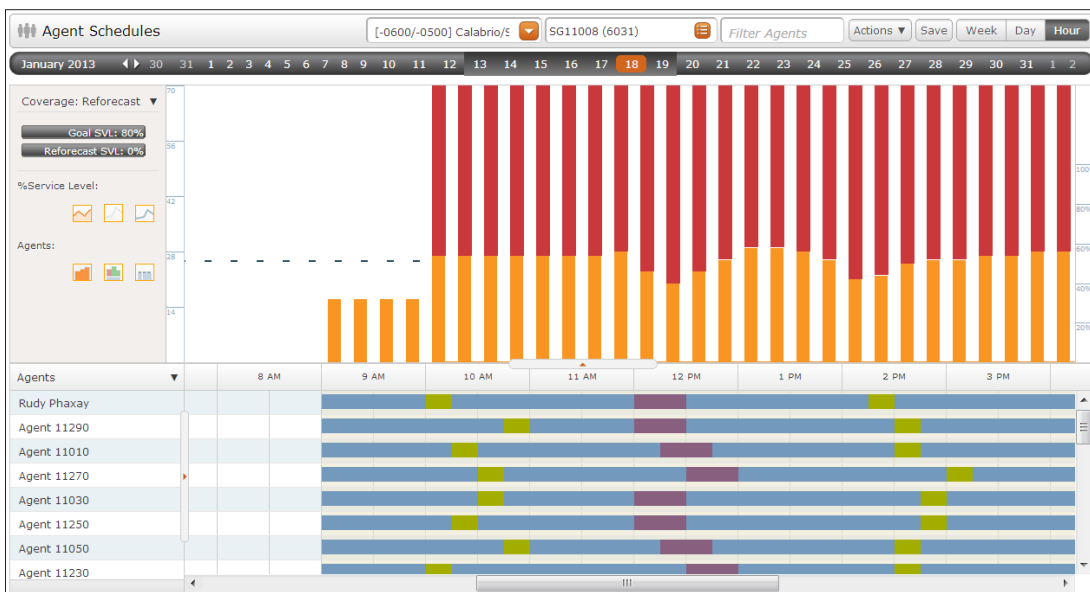 Agent Schedules
[-0600/-0500] Calabrio/S
SG11008 (6031)
Filter Agents
Actions ▼
Save
Week
Day
Hour
January 2013
30 31 1 2 3 4 5 6 7 8 9 10 11 12 13 14 15 16 17 18 19 20 21 22 23 24 25 26 27 28 29 30 31 1 2
Coverage: Reforecast ▼
Goal SVL: 80%
Reforecast SVL: 0%
%Service Level:
Agents:
70
56
42
28
14
100%
80%
60%
40%
20%
Agents ▼
8 AM
9 AM
10 AM
11 AM
12 PM
1 PM
2 PM
3 PM
Rudy Phaxay
Agent 11290
Agent 11010
Agent 11270
Agent 11030
Agent 11250
Agent 11050
Agent 11230